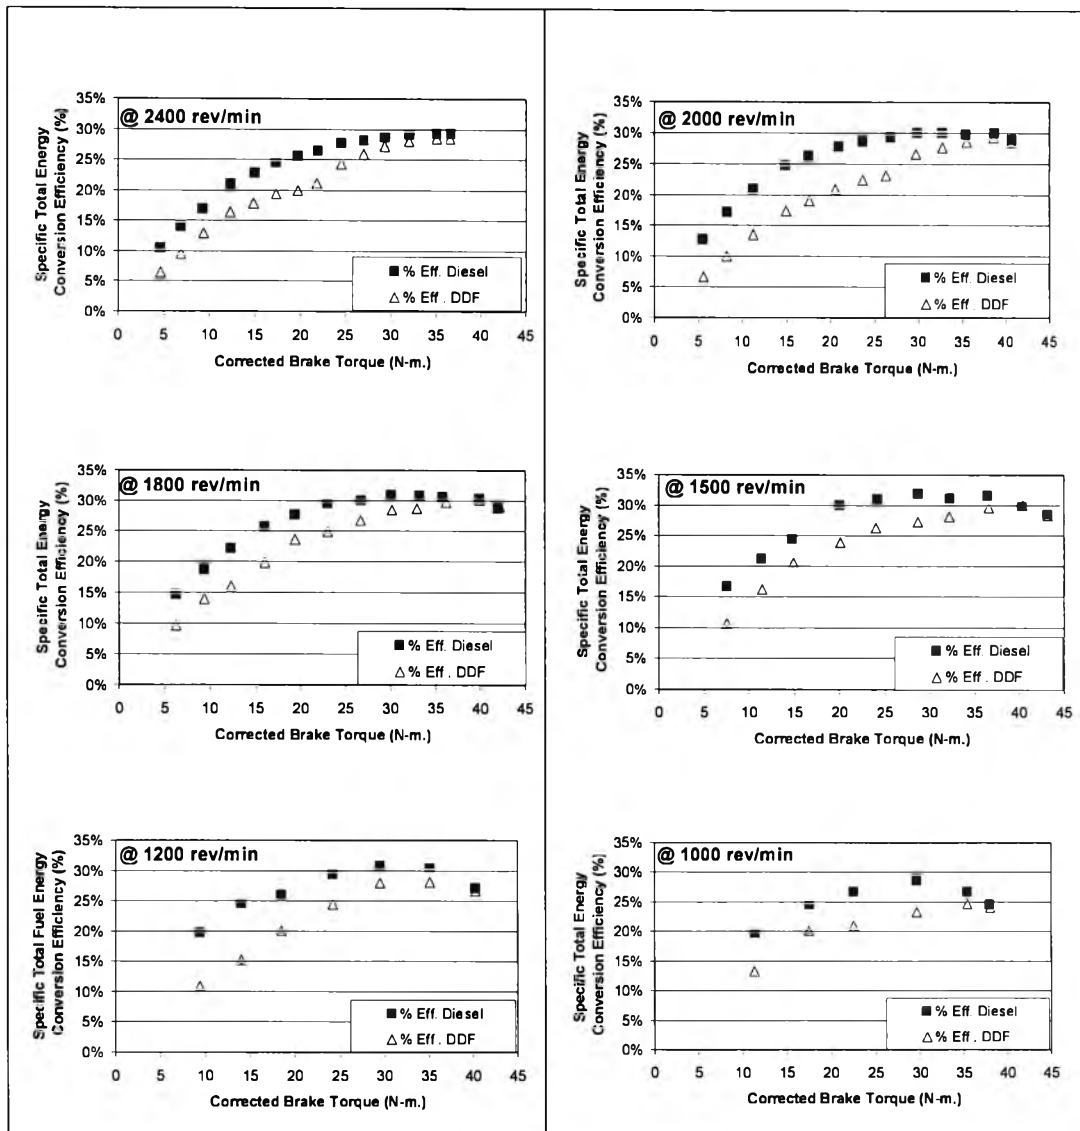 @ 2400 rev/min
Specific Total Energy
Conversion Efficiency (%)
35%
30%
25%
20%
15%
10%
5%
0%
% Eff. Diesel
% Eff. DDF
0 5 10 15 20 25 30 35 40 45
Corrected Brake Torque (N-m.)
@ 2000 rev/min
Specific Total Energy
Conversion Efficiency (%)
35%
30%
25%
20%
15%
10%
5%
0%
% Eff. Diesel
% Eff. DDF
0 5 10 15 20 25 30 35 40 45
Corrected Brake Torque (N-m.)
@ 1800 rev/min
Specific Total Energy
Conversion Efficiency (%)
35%
30%
25%
20%
15%
10%
5%
0%
% Eff. Diesel
% Eff. DDF
0 5 10 15 20 25 30 35 40 45
Corrected Brake Torque (N-m.)
@ 1500 rev/min
Specific Total Energy
Conversion Efficiency (%)
35%
30%
25%
20%
15%
10%
5%
0%
% Eff. Diesel
% Eff. DDF
0 5 10 15 20 25 30 35 40 45
Corrected Brake Torque (N-m.)
@ 1200 rev/min
Specific Total Fuel Energy
Conversion Efficiency (%)
35%
30%
25%
20%
15%
10%
5%
0%
% Eff. Diesel
% Eff. DDF
0 5 10 15 20 25 30 35 40 45
Corrected Brake Torque (N-m.)
@ 1000 rev/min
Specific Total Energy
Conversion Efficiency (%)
35%
30%
25%
20%
15%
10%
5%
0%
% Eff. Diesel
% Eff. DDF
0 5 10 15 20 25 30 35 40 45
Corrected Brake Torque (N-m.)